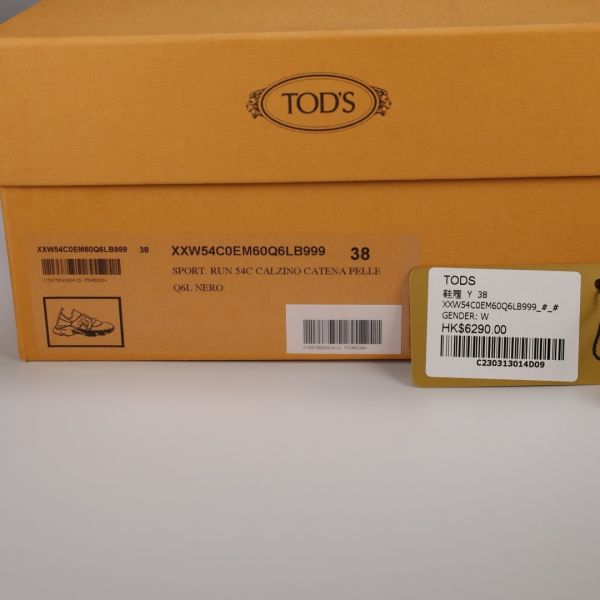 TOD'S
XXW54C0EM60Q6LB999 38
XXW54C0EM60Q6LB999 38
SPORT. RUN 54C CALZINO CATENA PELLE
Q6L NERO
TODS
鞋履 Y 38
XXW54C0EM60Q6LB999_#_#
GENDER: W
HK$6290.00
C230313014D09